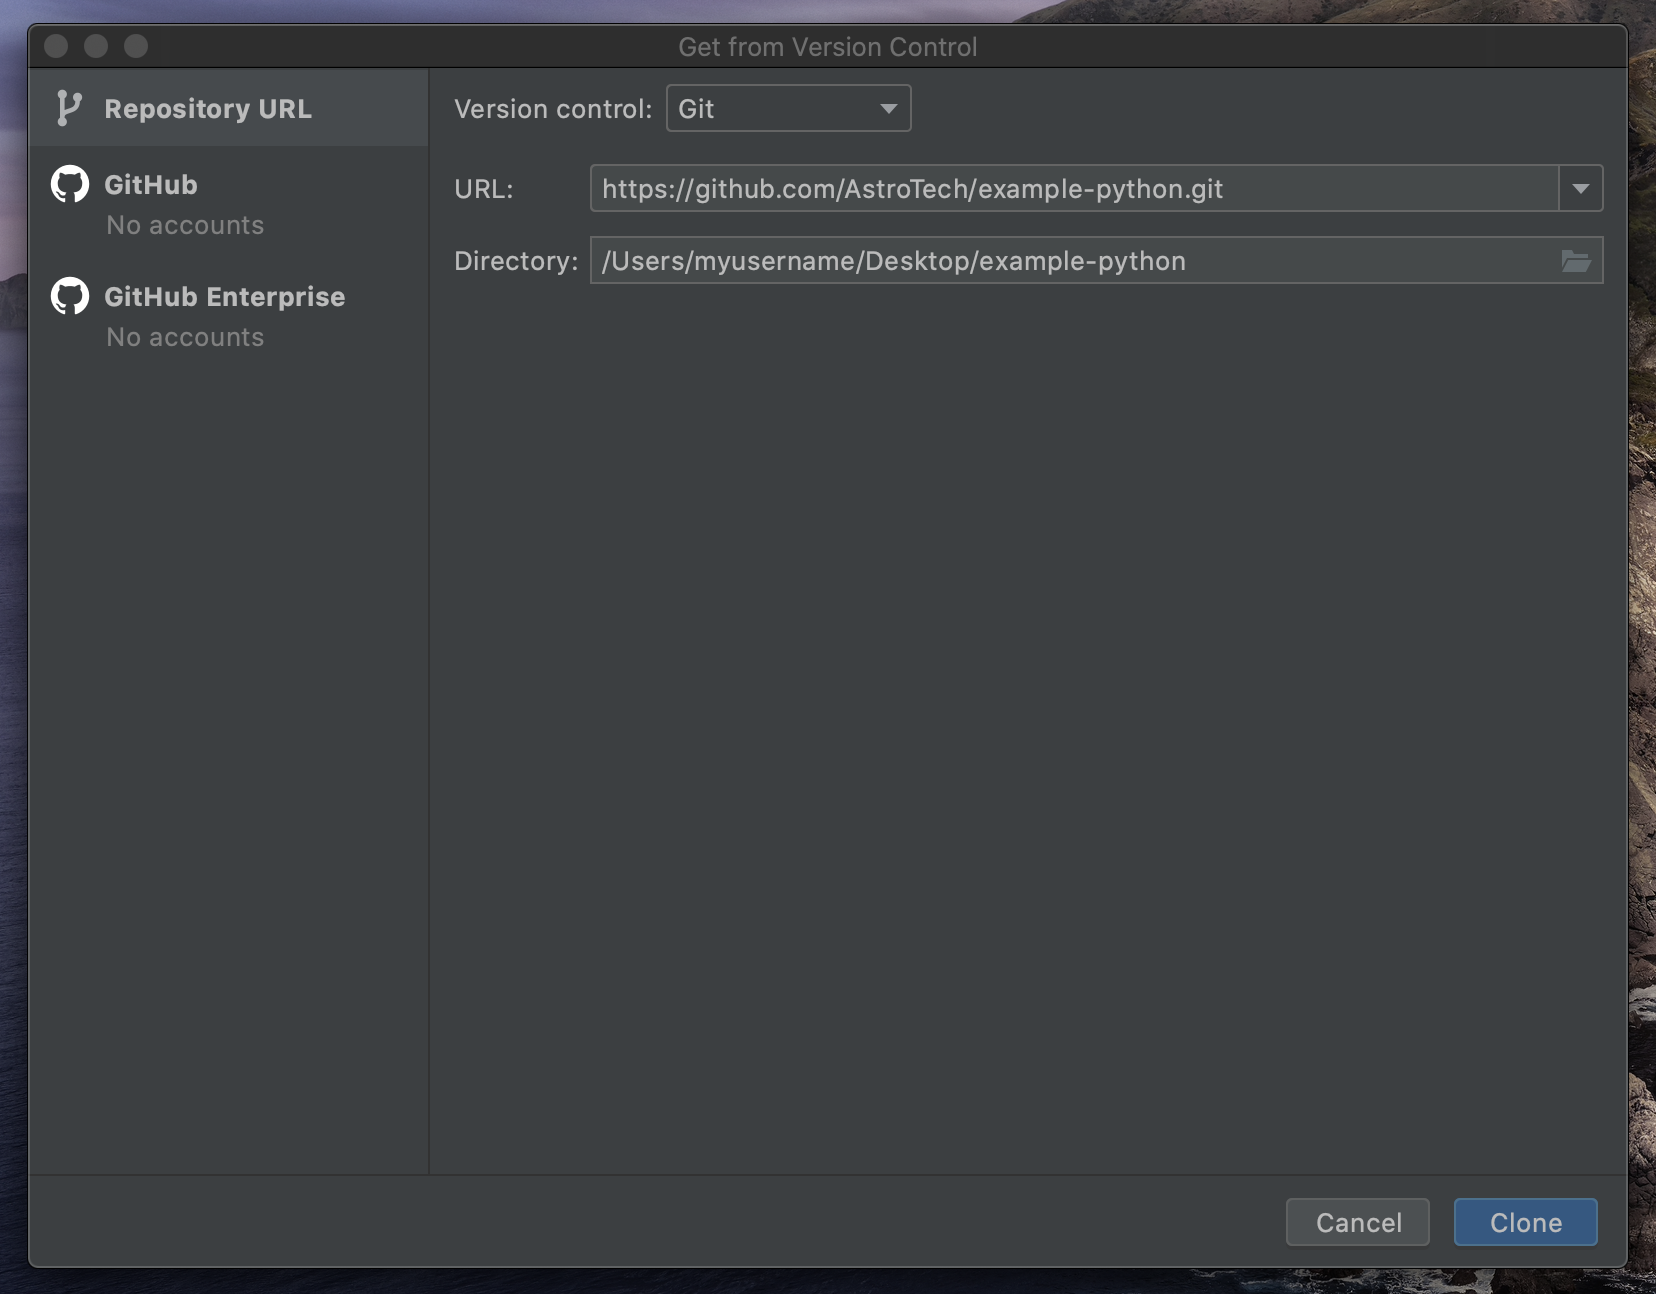 Get from Version Control
Repository URL
GitHub
No accounts
GitHub Enterprise
No accounts
Version control: Git
URL: https://github.com/AstroTech/example-python.git
Directory: /Users/myusername/Desktop/example-python
Cancel Clone